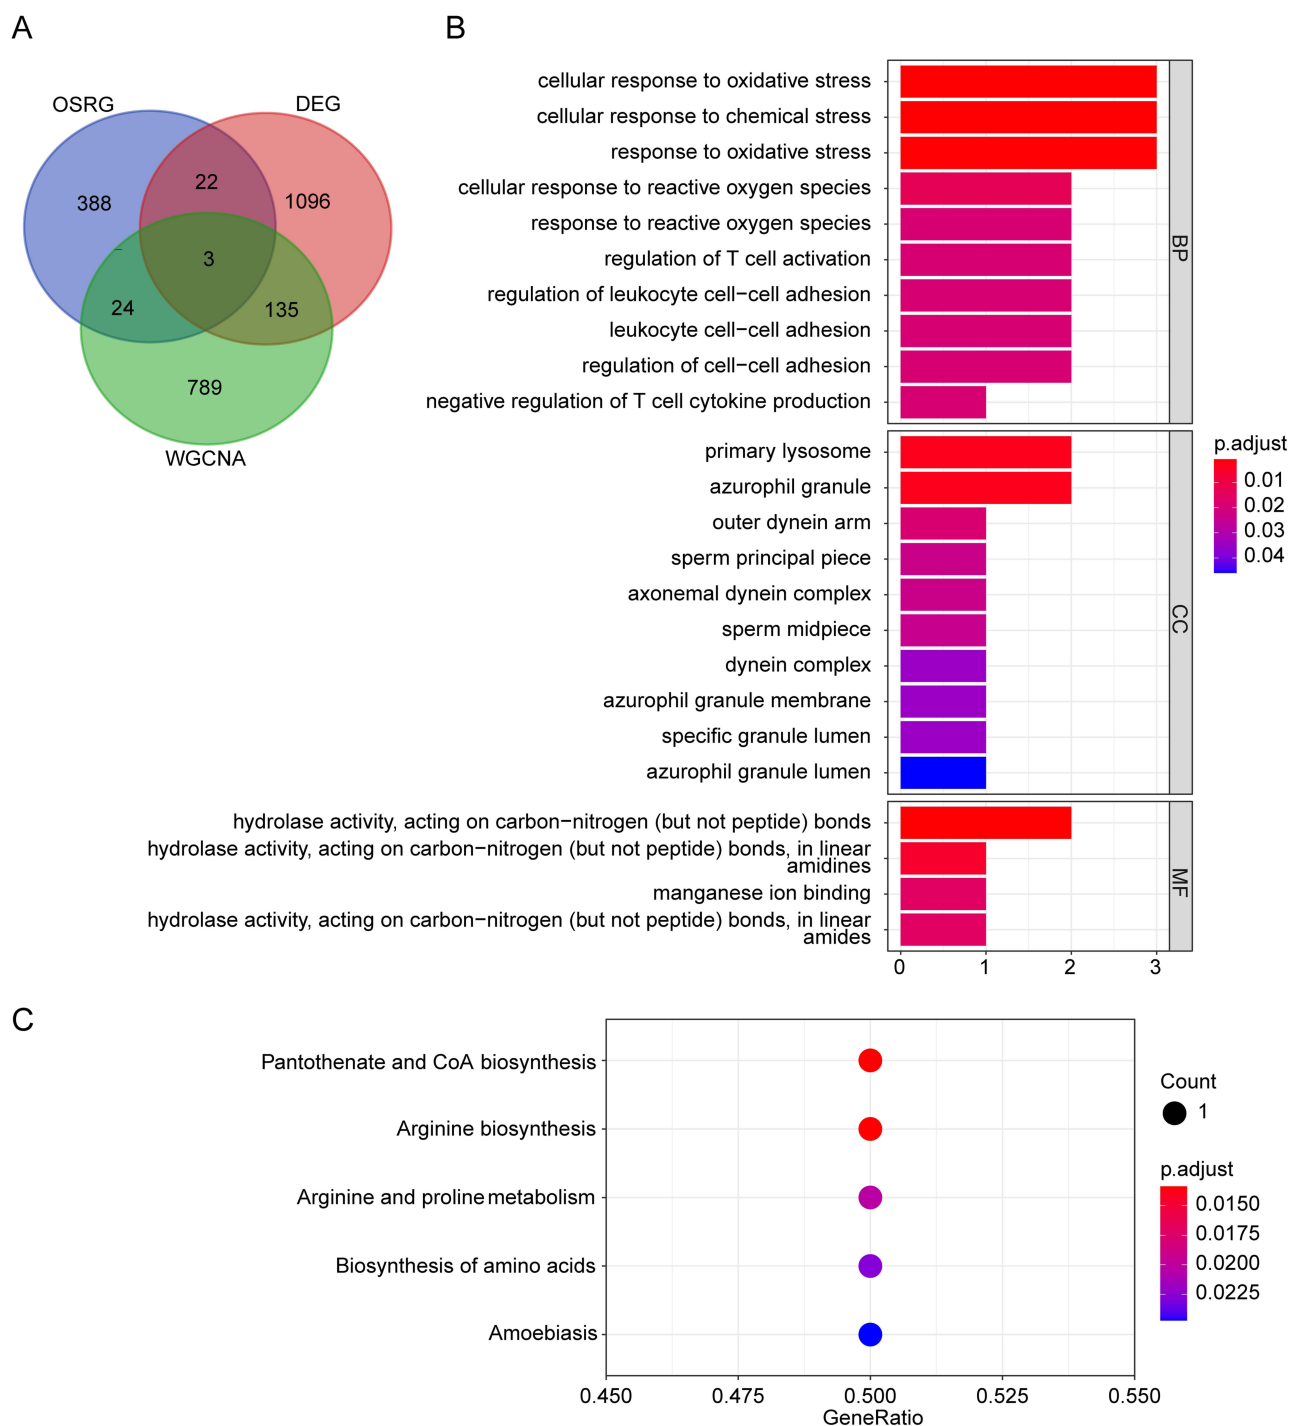 A
OSRG
DEG
388
22
1096
3
24
135
789
WGCNA
B
cellular response to oxidative stress
cellular response to chemical stress
response to oxidative stress
cellular response to reactive oxygen species
response to reactive oxygen species
regulation of T cell activation
regulation of leukocyte cell−cell adhesion
leukocyte cell−cell adhesion
regulation of cell−cell adhesion
negative regulation of T cell cytokine production
BP
primary lysosome
azurophil granule
outer dynein arm
sperm principal piece
axonemal dynein complex
sperm midpiece
dynein complex
azurophil granule membrane
specific granule lumen
azurophil granule lumen
CC
hydrolase activity, acting on carbon−nitrogen (but not peptide) bonds
hydrolase activity, acting on carbon−nitrogen (but not peptide) bonds, in linear
amidines
manganese ion binding
hydrolase activity, acting on carbon−nitrogen (but not peptide) bonds, in linear
amides
MF
0 1 2 3
p.adjust
0.01
0.02
0.03
0.04
C
Pantothenate and CoA biosynthesis
Arginine biosynthesis
Arginine and proline metabolism
Biosynthesis of amino acids
Amoebiasis
0.450 0.475 0.500 0.525 0.550
GeneRatio
Count
1
p.adjust
0.0150
0.0175
0.0200
0.0225